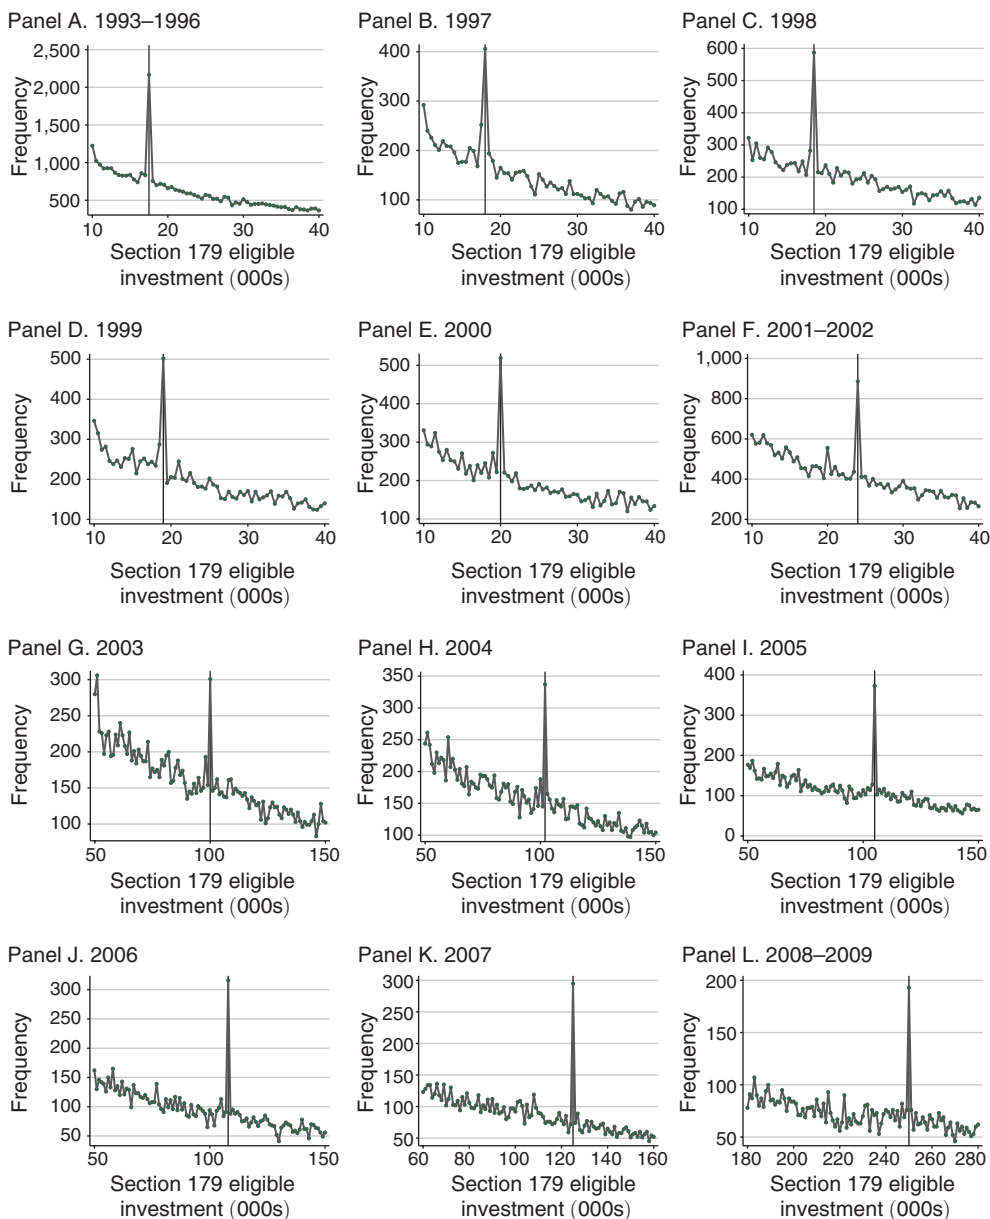 Panel A. 1993–1996
Frequency
2,500
2,000
1,500
1,000
500
10 20 30 40
Section 179 eligible
investment (000s)
Panel B. 1997
Frequency
400
300
200
100
10 20 30 40
Section 179 eligible
investment (000s)
Panel C. 1998
Frequency
600
500
400
300
200
100
10 20 30 40
Section 179 eligible
investment (000s)
Panel D. 1999
Frequency
500
400
300
200
100
10 20 30 40
Section 179 eligible
investment (000s)
Panel E. 2000
Frequency
500
400
300
200
100
10 20 30 40
Section 179 eligible
investment (000s)
Panel F. 2001–2002
Frequency
1,000
800
600
400
200
10 20 30 40
Section 179 eligible
investment (000s)
Panel G. 2003
Frequency
300
250
200
150
100
50 100 150
Section 179 eligible
investment (000s)
Panel H. 2004
Frequency
350
300
250
200
150
100
50 100 150
Section 179 eligible
investment (000s)
Panel I. 2005
Frequency
400
300
200
100
0
50 100 150
Section 179 eligible
investment (000s)
Panel J. 2006
Frequency
300
250
200
150
100
50
50 100 150
Section 179 eligible
investment (000s)
Panel K. 2007
Frequency
300
250
200
150
100
50
60 80 100 120 140 160
Section 179 eligible
investment (000s)
Panel L. 2008–2009
Frequency
200
150
100
50
180 200 220 240 260 280
Section 179 eligible
investment (000s)